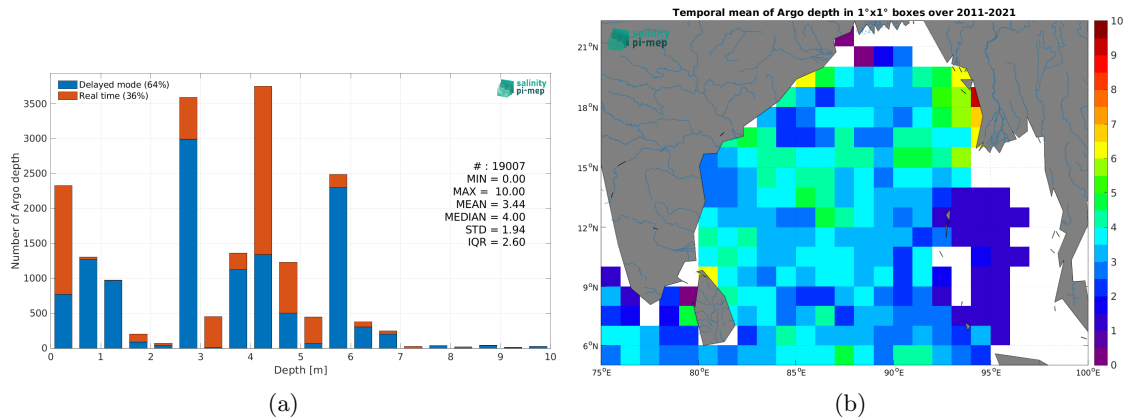 Delayed mode (64%)
Real time (36%)
salinity
pi-mep
Number of Argo depth
3500
3000
2500
2000
1500
1000
500
0
# : 19007
MIN = 0.00
MAX = 10.00
MEAN = 3.44
MEDIAN = 4.00
STD = 1.94
IQR = 2.60
0 1 2 3 4 5 6 7 8 9 10
Depth [m]
(a)
Temporal mean of Argo depth in 1°x1° boxes over 2011-2021
salinity
pi-mep
21°N
18°N
15°N
12°N
9°N
6°N
75°E 80°E 85°E 90°E 95°E 100°E
10
9
8
7
6
5
4
3
2
1
0
(b)